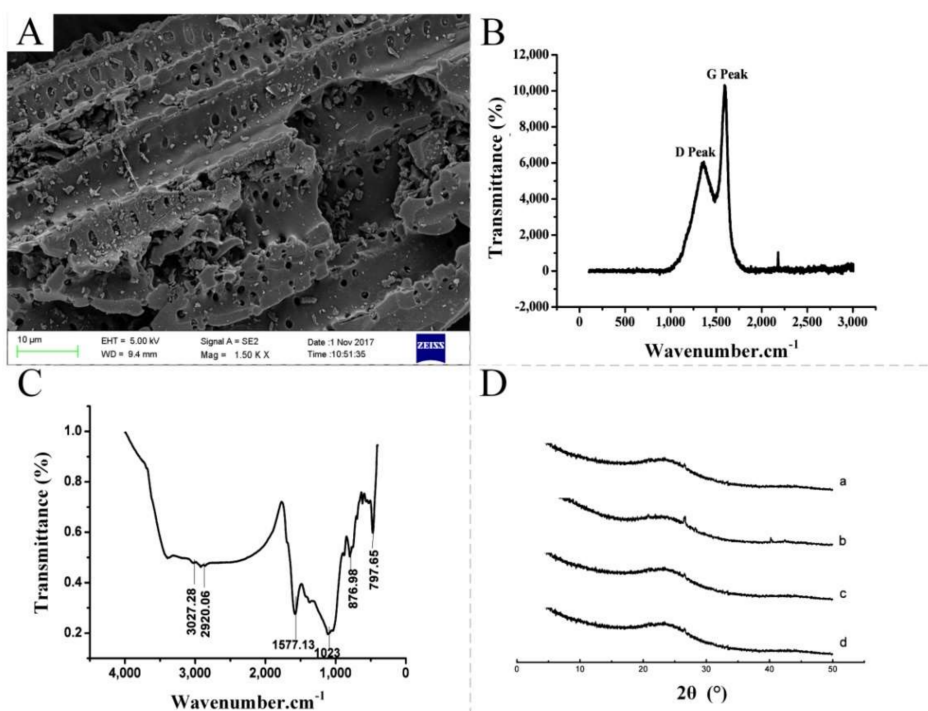 A
10 µm
EHT = 5.00 kV
WD = 9.4 mm
Signal A = SE2
Mag = 1.50 K X
Date :1 Nov 2017
Time :10:51:35
ZEISS
B
Transmittance (%)
12,000
10,000
8,000
6,000
4,000
2,000
0
-2,000
G Peak
D Peak
0
500
1,000
1,500
2,000
2,500
3,000
Wavenumber.cm-1
C
Transmittance (%)
1.0
0.8
0.6
0.4
0.2
3027.28
2920.06
1577.13
1023
876.98
797.65
4,000
3,000
2,000
1,000
0
Wavenumber.cm-1
D
a
b
c
d
0
10
20
30
40
50
2θ (°)